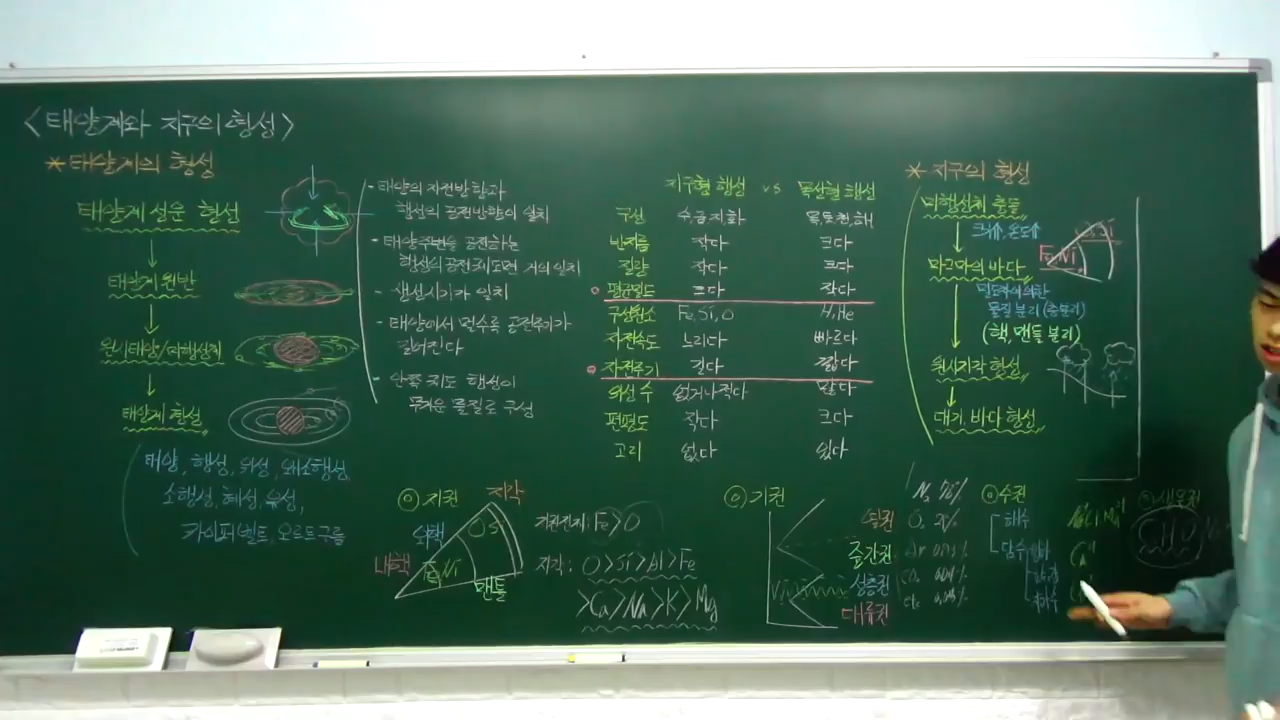 <태양계와 지구의 형성>
*태양계의 형성
태양계 성운 형성
태양계 원반
원시태양/미행성체
태양계 형성
태양, 행성, 위성, 왜소행성,
소행성, 혜성, 유성,
카이퍼벨트, 오르트구름
- 태양의 자전방향과
행성의 공전방향이 일치
- 태양주변을 공전하는
행성의 공전궤도면 거의 일치
- 생성시기가 일치
- 태양에서 멀수록 공전주기가
길어진다
- 안쪽 궤도 행성이
무거운 물질로 구성
지구형 행성 vs 목성형 행성
구성 수,금,지,화 목,토,천,해
반지름 작다 크다
질량 작다 크다
평균밀도 크다 작다
구성원소 Fe, Si, O H, He
자전속도 느리다 빠르다
자전주기 길다 짧다
위성 수 없거나 적다 많다
편평도 작다 크다
고리 없다 있다
* 지구의 형성
미행성체 충돌
크기↑, 온도↑
마그마의 바다
밀도차에 의한
물질 분리 (층분리)
(핵, 맨틀 분리)
원시지각 형성
대기, 바다 형성
Fe, Ni
◎ 지권
지각
외핵
O Si
내핵
Fe, Ni
맨틀
지권전체: Fe>O
지각: O>Si>Al>Fe
>Ca>Na>K>Mg
◎ 기권
열권
중간권
성층권
대류권
N₂ 78%
O₂ 21%
Ar
CO₂
etc
◎ 수권
해수
담수
빙하
지하수
◎ 생물권
C H O